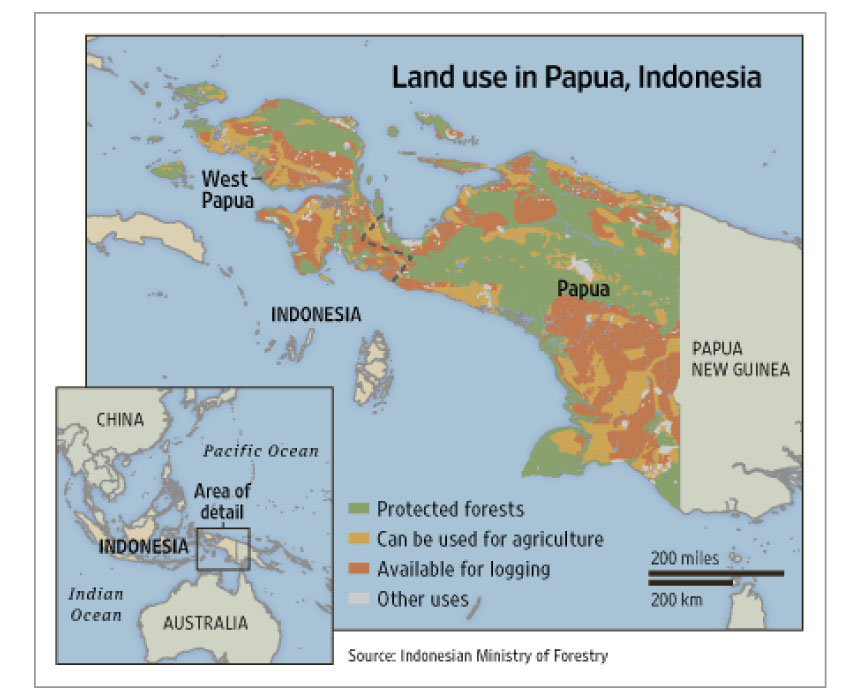 Land use in Papua, Indonesia
West
Papua
INDONESIA
Papua
PAPUA
NEW GUINEA
CHINA
Pacific Ocean
Area of
detail
INDONESIA
Indian
Ocean
AUSTRALIA
Protected forests
Can be used for agriculture
Available for logging
Other uses
200 miles
200 km
Source: Indonesian Ministry of Forestry